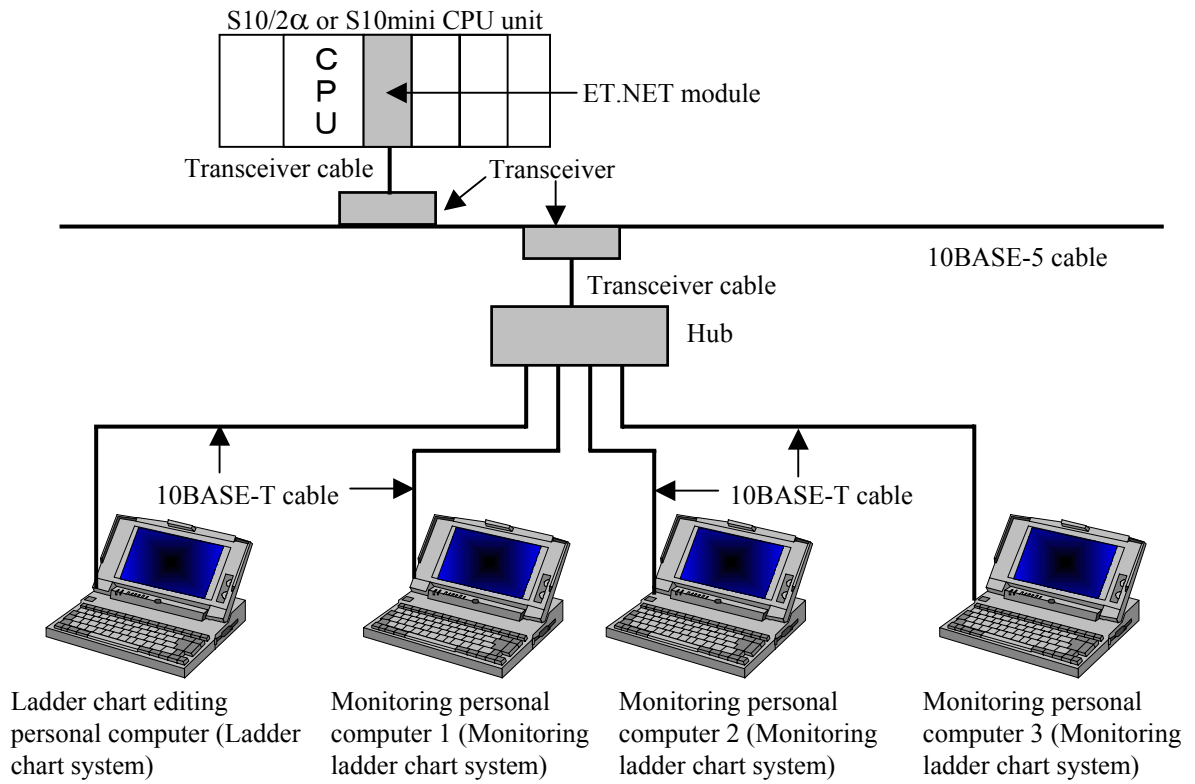 S10/2α or S10mini CPU unit
C
P
U
ET.NET module
Transceiver cable
Transceiver
10BASE-5 cable
Transceiver cable
Hub
10BASE-T cable
10BASE-T cable
Ladder chart editing
personal computer (Ladder
chart system)
Monitoring personal
computer 1 (Monitoring
ladder chart system)
Monitoring personal
computer 2 (Monitoring
ladder chart system)
Monitoring personal
computer 3 (Monitoring
ladder chart system)